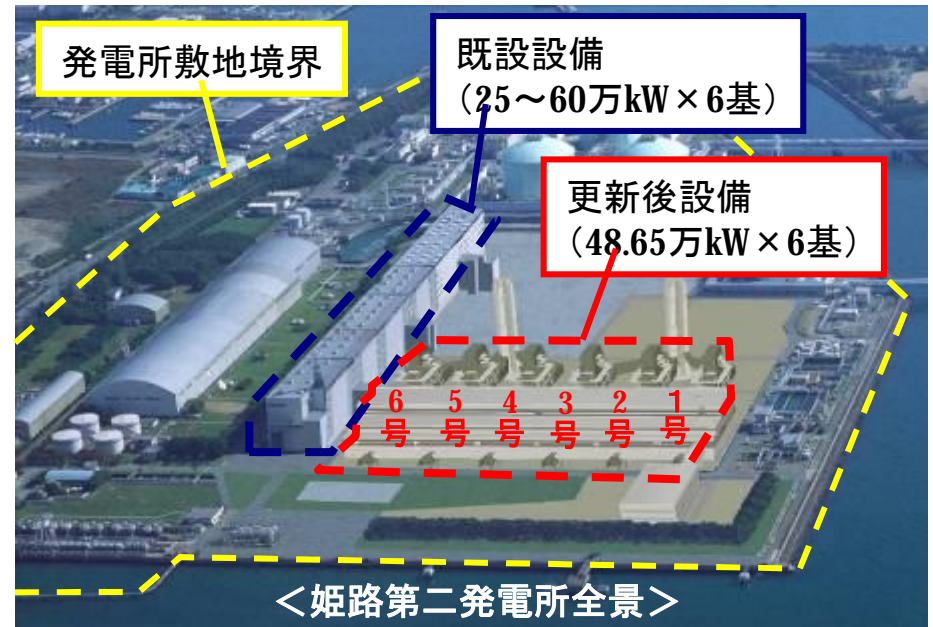 発電所敷地境界
既設設備
（25～60万kW×6基）
更新後設備
（48.65万kW×6基）
6号
5号
4号
3号
2号
1号
＜姫路第二発電所全景＞